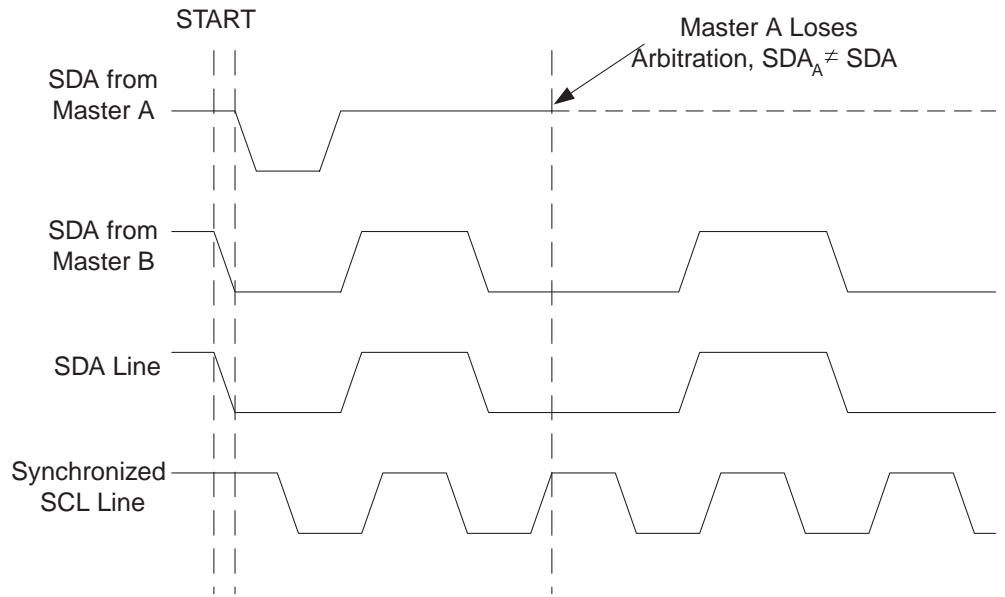 START
Master A Loses
Arbitration, SDA_A ≠ SDA
SDA from
Master A
SDA from
Master B
SDA Line
Synchronized
SCL Line